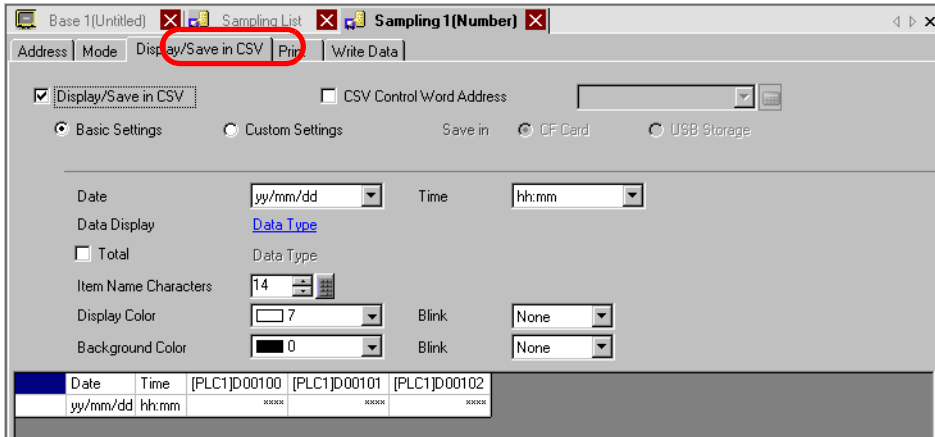 Base 1(Untitled) Sampling List Sampling 1(Number)
Address Mode Display/Save in CSV Print Write Data
Display/Save in CSV CSV Control Word Address
Basic Settings Custom Settings Save in CF Card USB Storage
Date yy/mm/dd Time hh:mm
Data Display Data Type
Total Data Type
Item Name Characters 14
Display Color 7 Blink None
Background Color 0 Blink None
Date Time [PLC1]D00100 [PLC1]D00101 [PLC1]D00102
yy/mm/dd hh:mm **** **** ****